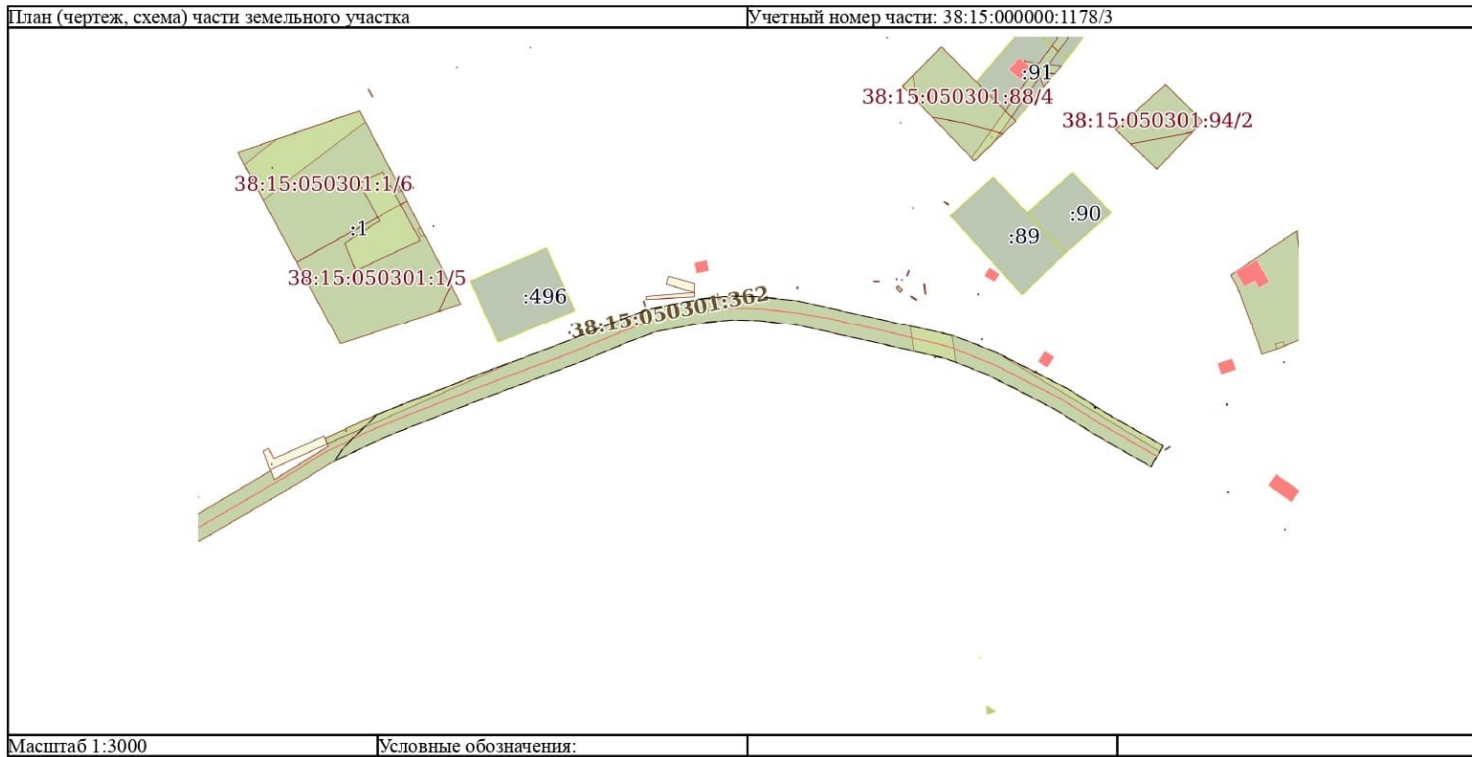 План (чертеж, схема) части земельного участка
Учетный номер части: 38:15:000000:1178/3
:91
38:15:050301:88/4
38:15:050301:94/2
38:15:050301:1/6
:1
:90
:89
38:15:050301:1/5
:496
38:15:050301:362
Масштаб 1:3000
Условные обозначения: